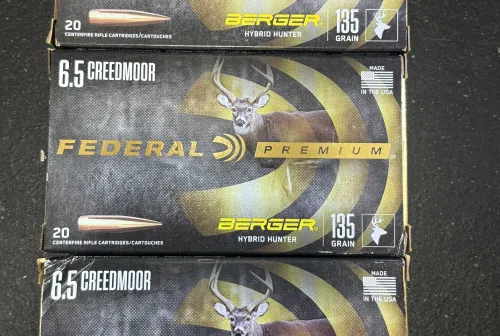 20
CENTERFIRE RIFLE CARTRIDGES/CARTOUCHES
BERGER
HYBRID HUNTER
135
GRAIN
6.5 CREEDMOOR
MADE
IN THE USA
FEDERAL PREMIUM
20
CENTERFIRE RIFLE CARTRIDGES/CARTOUCHES
BERGER®
HYBRID HUNTER
135
GRAIN
6.5 CREEDMOOR
MADE
IN THE USA